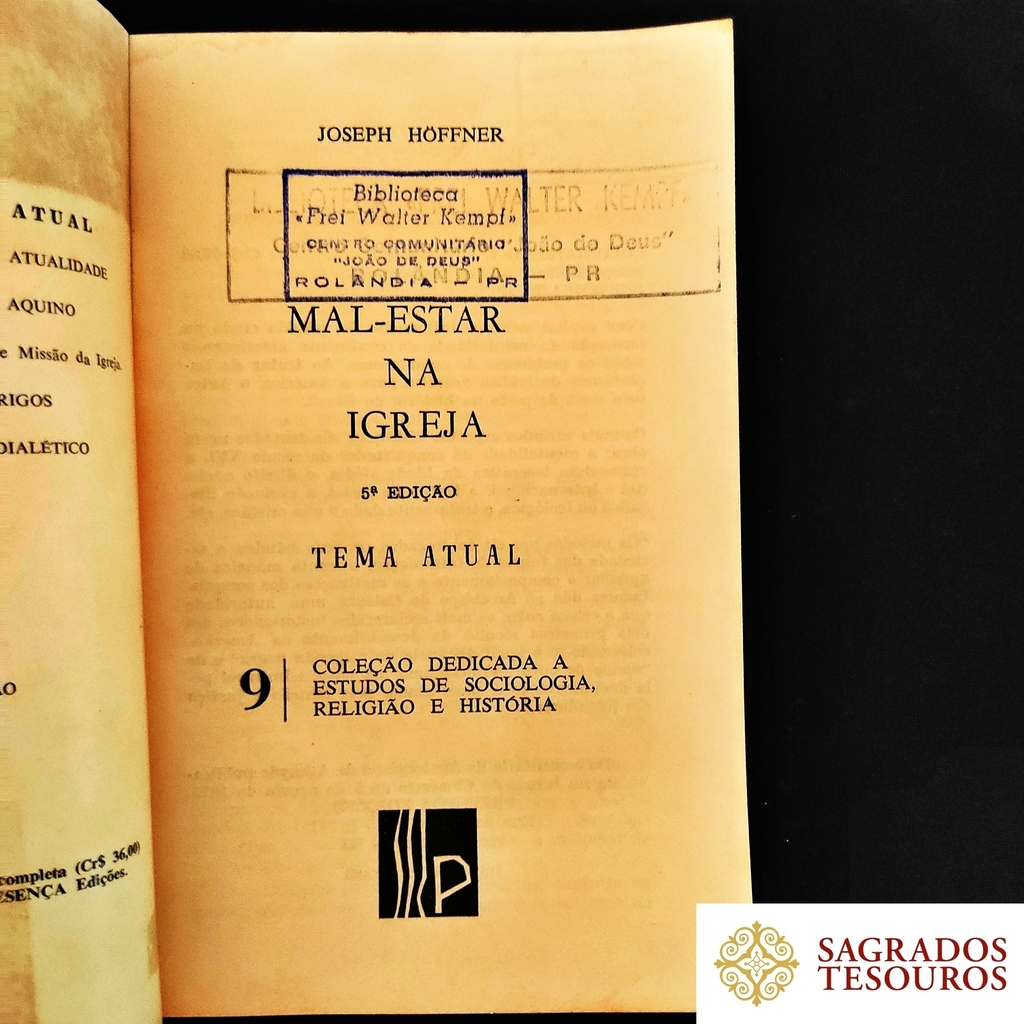 ATUAL
ATUALIDADE
AQUINO
e Missão da Igreja.
RIGOS
DIALÉTICO
ÃO
completa (Cr$ 36,00)
ESENÇA Edições.
JOSEPH HÖFFNER
WALTER KEMPF»
"João de Deus"
ROLANDIA — PR
Biblioteca
«Frei Walter Kempf»
CENTRO COMUNITÁRIO
"JOÃO DE DEUS"
ROLÂNDIA — PR
MAL-ESTAR
NA
IGREJA
5ª EDIÇÃO
TEMA ATUAL
9
COLEÇÃO DEDICADA A
ESTUDOS DE SOCIOLOGIA,
RELIGIÃO E HISTÓRIA
P
SAGRADOS
TESOUROS